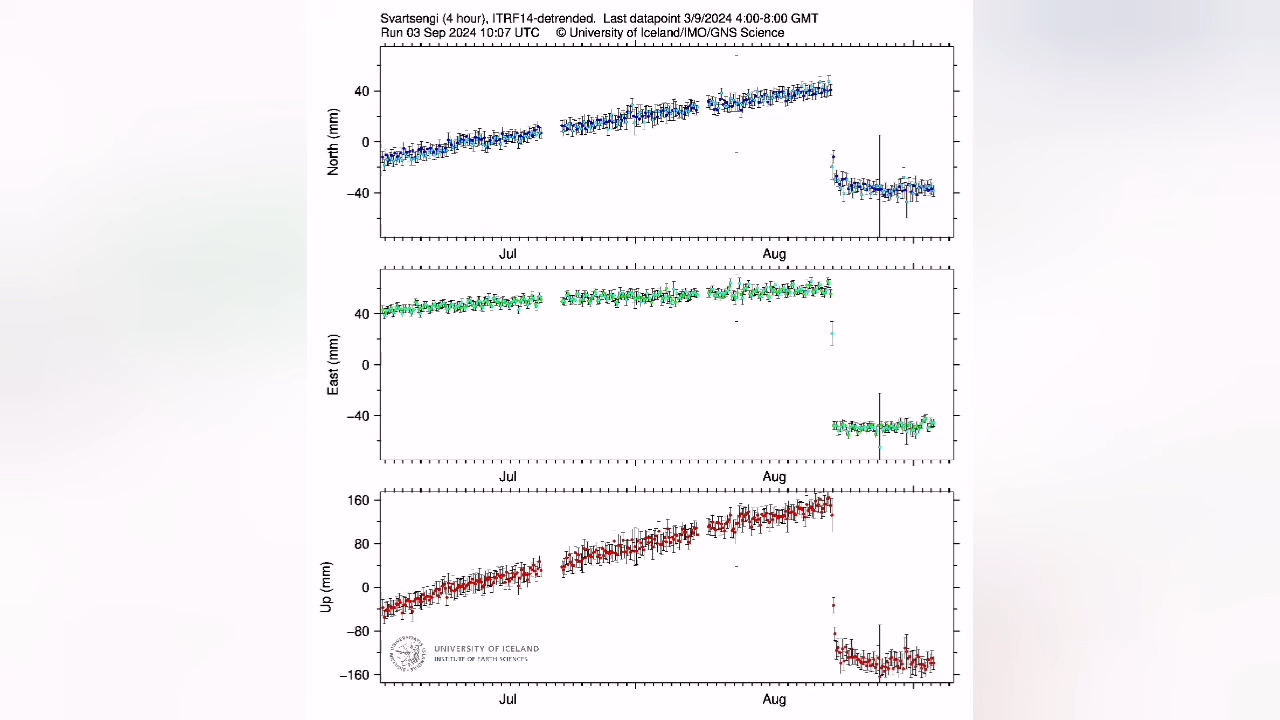 Svartsengi (4 hour), ITRF14-detrended. Last datapoint 3/9/2024 4:00-8:00 GMT
Run 03 Sep 2024 10:07 UTC © University of Iceland/IMO/GNS Science
North (mm)
40
0
−40
Jul Aug
East (mm)
40
0
−40
Jul Aug
Up (mm)
160
80
0
−80
−160
UNIVERSITY OF ICELAND
INSTITUTE OF EARTH SCIENCES
Jul Aug